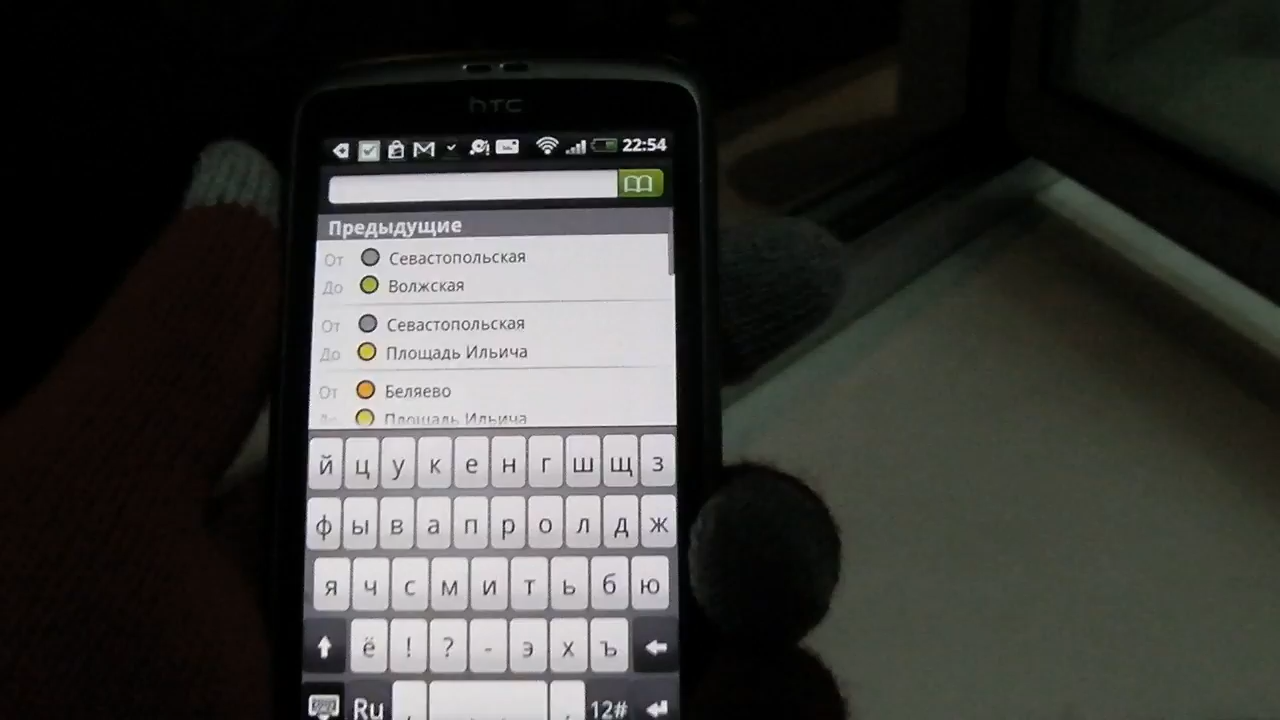 hTC
22:54
Предыдущие
От Севастопольская
До Волжская
От Севастопольская
До Площадь Ильича
От Беляево
До Площадь Ильича
й ц у к е н г ш щ з
ф ы в а п р о л д ж
я ч с м и т ь б ю
ё ! ? - э х ъ
Ru , . 12#